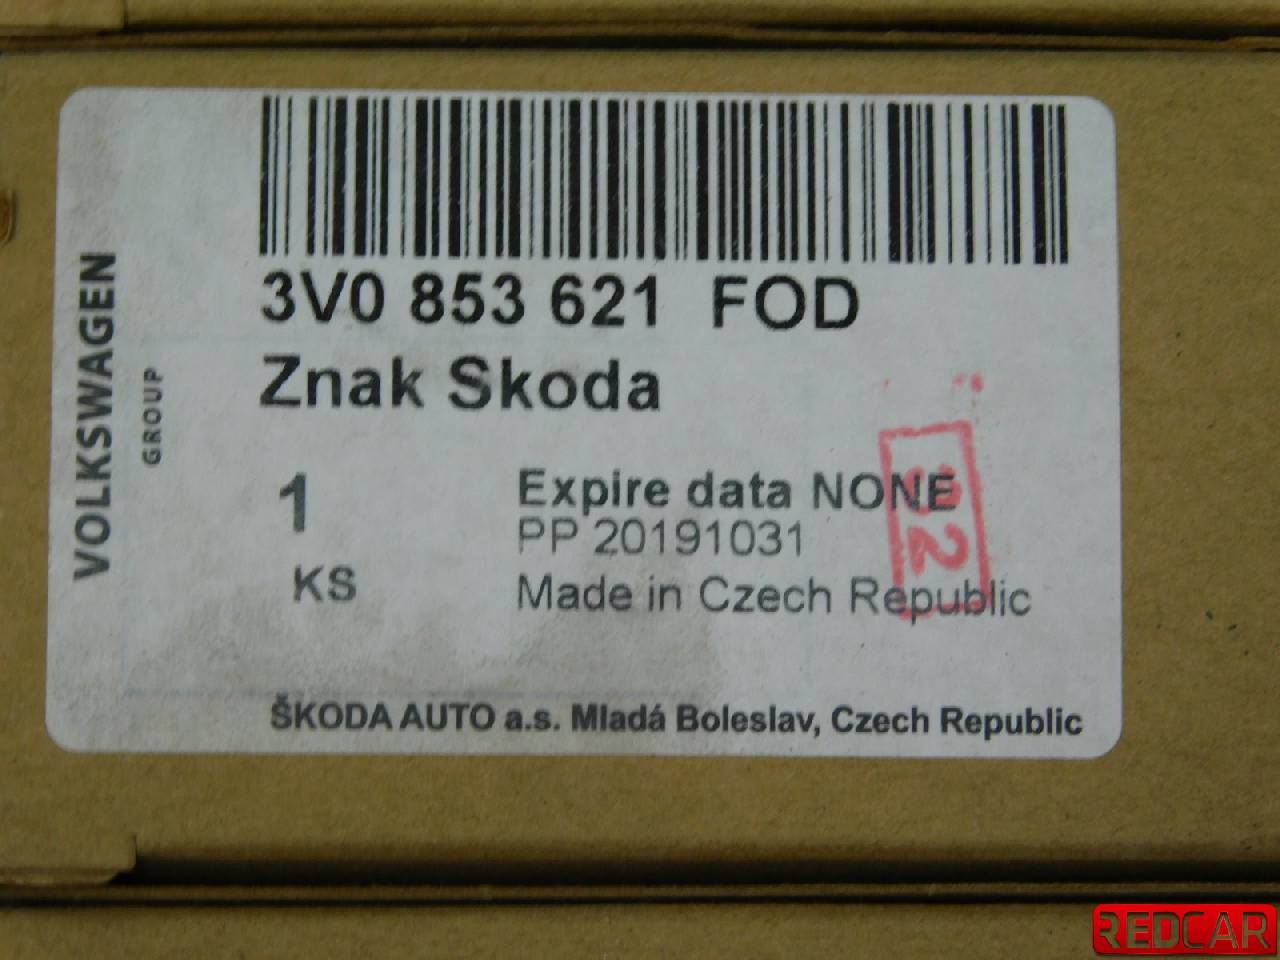 VOLKSWAGEN
GROUP
3V0 853 621 FOD
Znak Skoda
1
KS
Expire data NONE
PP 20191031
Made in Czech Republic
32
ŠKODA AUTO a.s. Mladá Boleslav, Czech Republic
REDCAR